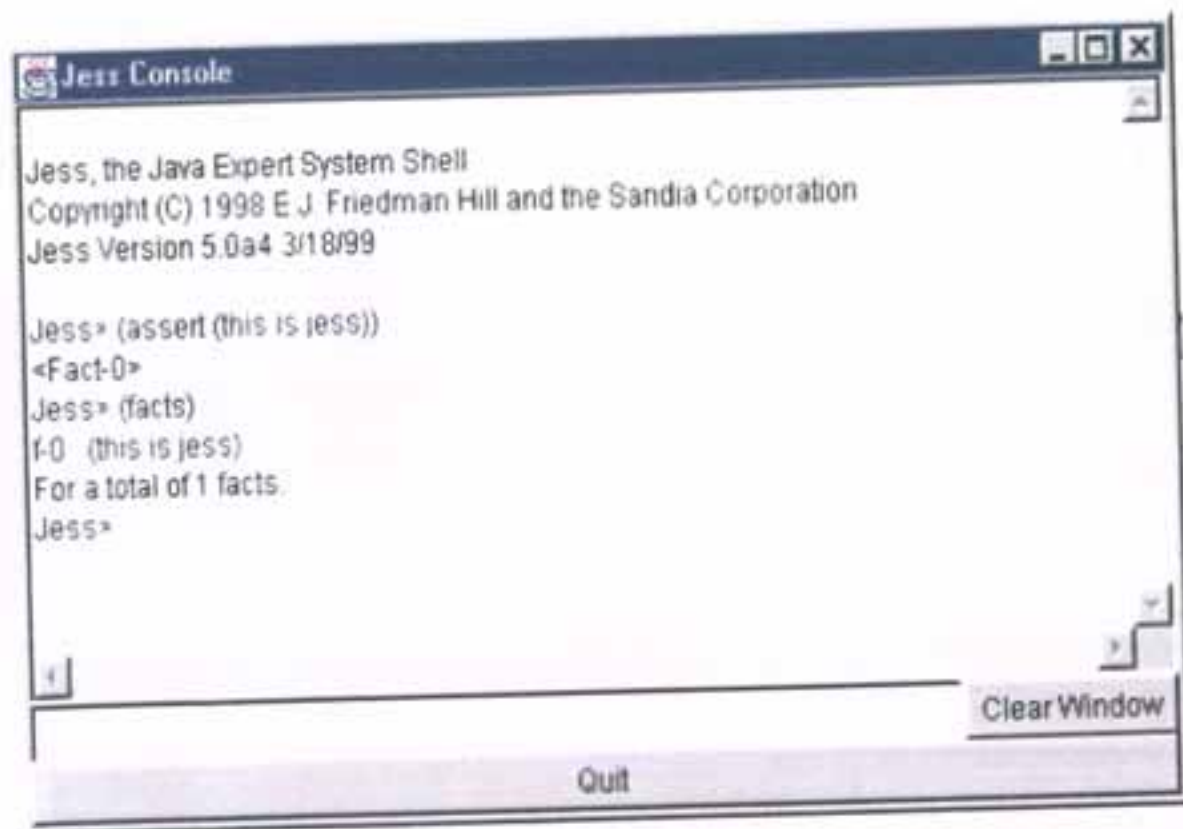 Jess Console
Jess, the Java Expert System Shell
Copyright (C) 1998 E.J. Friedman Hill and the Sandia Corporation
Jess Version 5.0a4 3/18/99
Jess> (assert (this is jess))
<Fact-0>
Jess> (facts)
f-0 (this is jess)
For a total of 1 facts.
Jess>
Clear Window
Quit